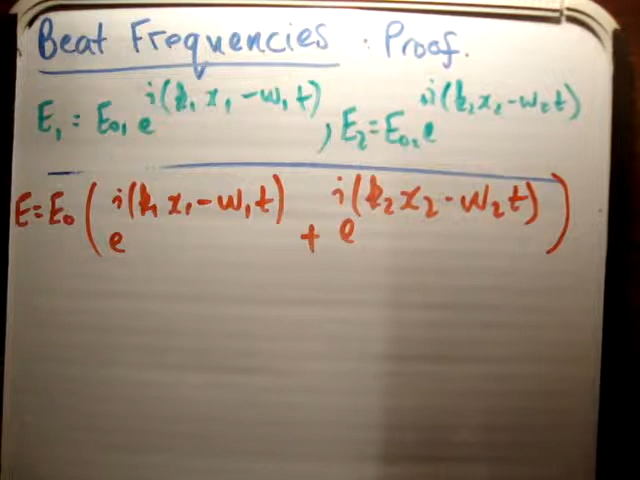 Beat Frequencies : Proof.
E₁ = E₀₁ e^i(k₁x₁-w₁t), E₂=E₀₂ e^i(k₂x₂-w₂t)
E=E₀(e^i(k₁x₁-w₁t) + e^i(k₂x₂-w₂t))